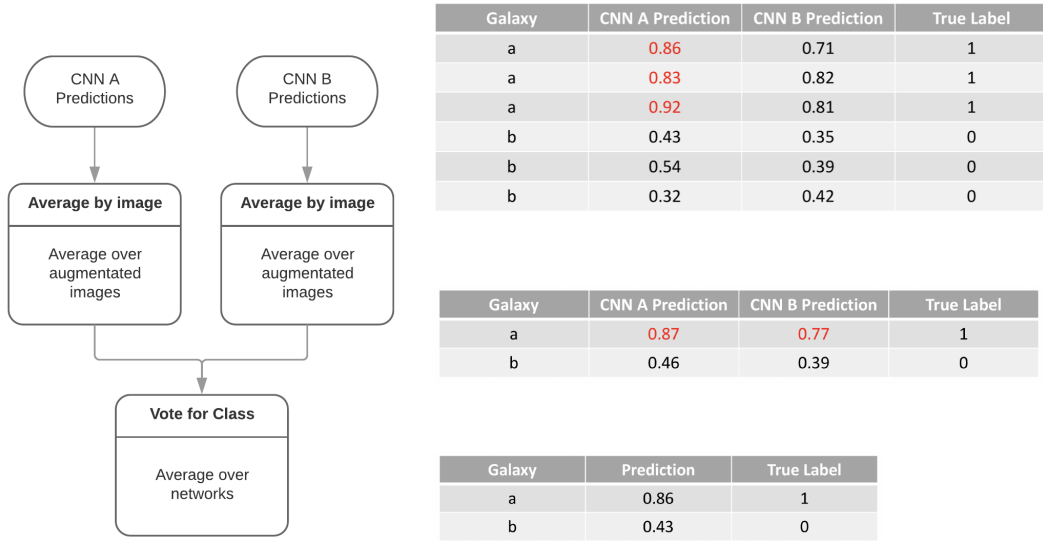 CNN A
Predictions
CNN B
Predictions
Average by image
Average over
augmentated
images
Average by image
Average over
augmentated
images
Vote for Class
Average over
networks
Galaxy CNN A Prediction CNN B Prediction True Label
a 0.86 0.71 1
a 0.83 0.82 1
a 0.92 0.81 1
b 0.43 0.35 0
b 0.54 0.39 0
b 0.32 0.42 0
Galaxy CNN A Prediction CNN B Prediction True Label
a 0.87 0.77 1
b 0.46 0.39 0
Galaxy Prediction True Label
a 0.86 1
b 0.43 0